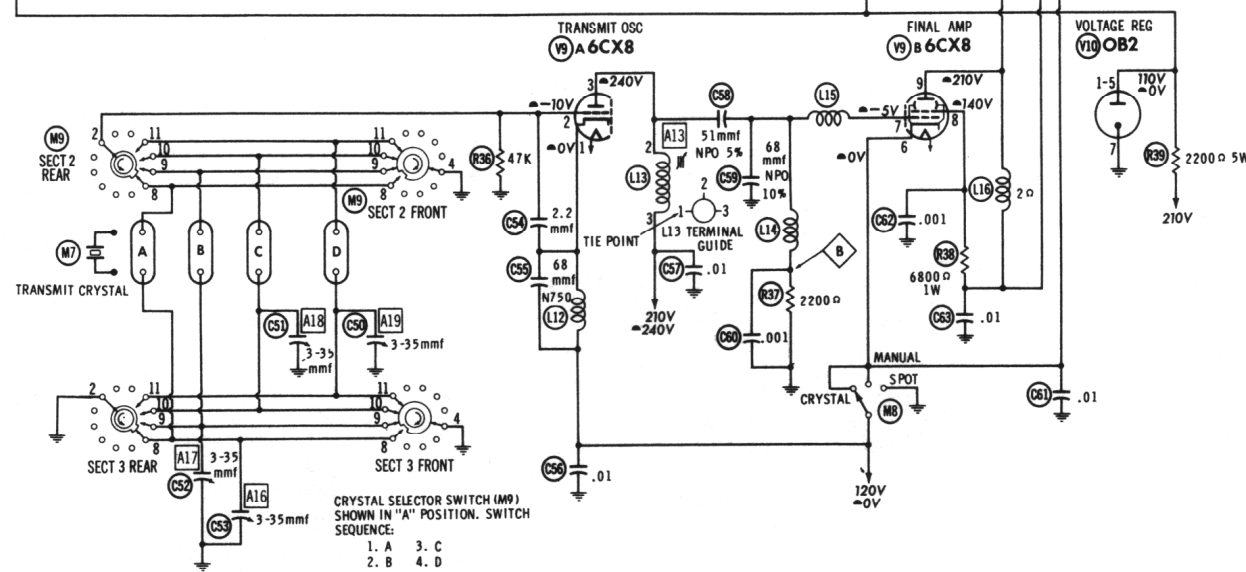 TRANSMIT OSC
V9 A 6CX8
FINAL AMP
V9 B 6CX8
VOLTAGE REG
V10 OB2
3
240V
9
210V
1-5
110V
0V
-10V
2
0V
1
C58
51mmf
NPO 5%
L15
-5V
7
140V
8
6
0V
7
M9
SECT 2
REAR
2
11
10
9
8
11
10
9
8
4
M9
SECT 2 FRONT
R36
47K
A13
2
L13
3
C59
68
mmf
NPO
10%
R39
2200Ω 5W
210V
L16
2Ω
2
1
3
L13 TERMINAL
GUIDE
TIE POINT
C54
2.2
mmf
C62
.001
L14
B
M7
TRANSMIT CRYSTAL
A
B
C
D
C55
68
mmf
N750
L12
C57
.01
210V
240V
R37
2200Ω
R38
6800Ω
1W
C51
A18
3-35
mmf
C50
A19
3-35mmf
C60
.001
C63
.01
MANUAL
SPOT
CRYSTAL
M8
C61
.01
2
11
10
9
8
11
10
9
8
4
SECT 3 REAR
SECT 3 FRONT
A17
3-35
mmf
C52
A16
C53
3-35mmf
C56
.01
120V
0V
CRYSTAL SELECTOR SWITCH (M9)
SHOWN IN "A" POSITION. SWITCH
SEQUENCE:
1. A 3. C
2. B 4. D